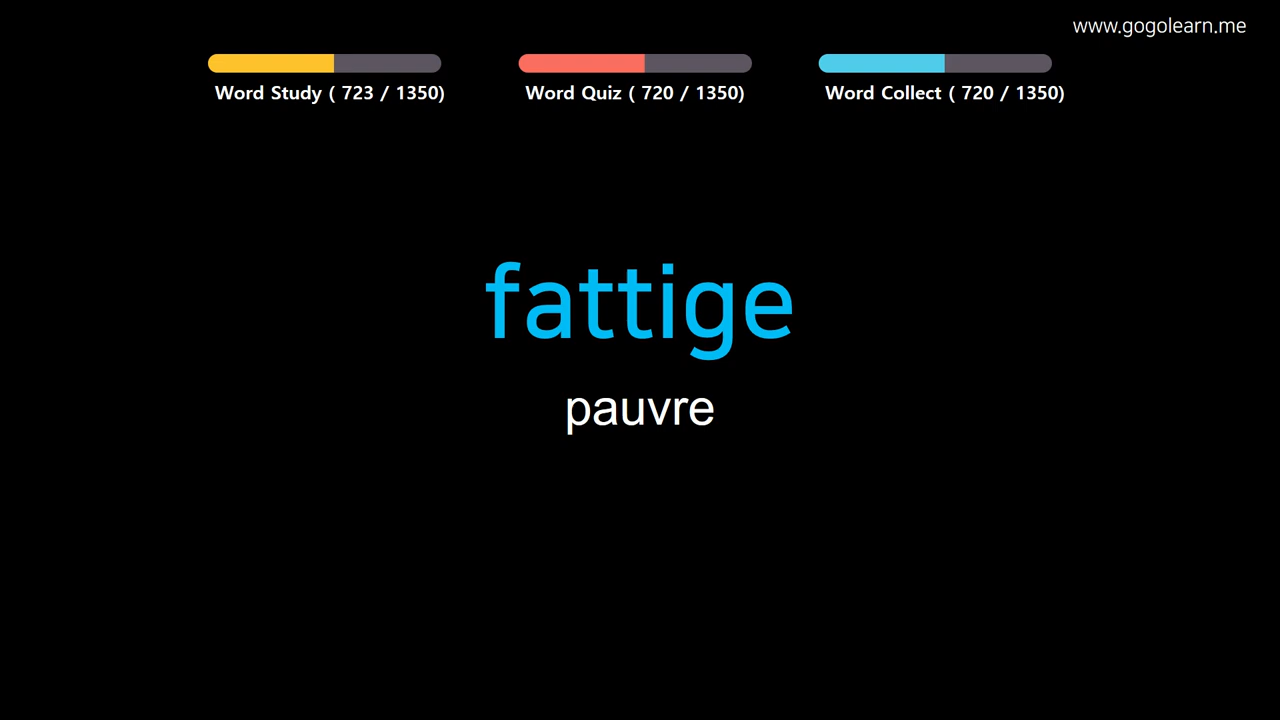 www.gogolearn.me
Word Study ( 723 / 1350)
Word Quiz ( 720 / 1350)
Word Collect ( 720 / 1350)
fattige
pauvre